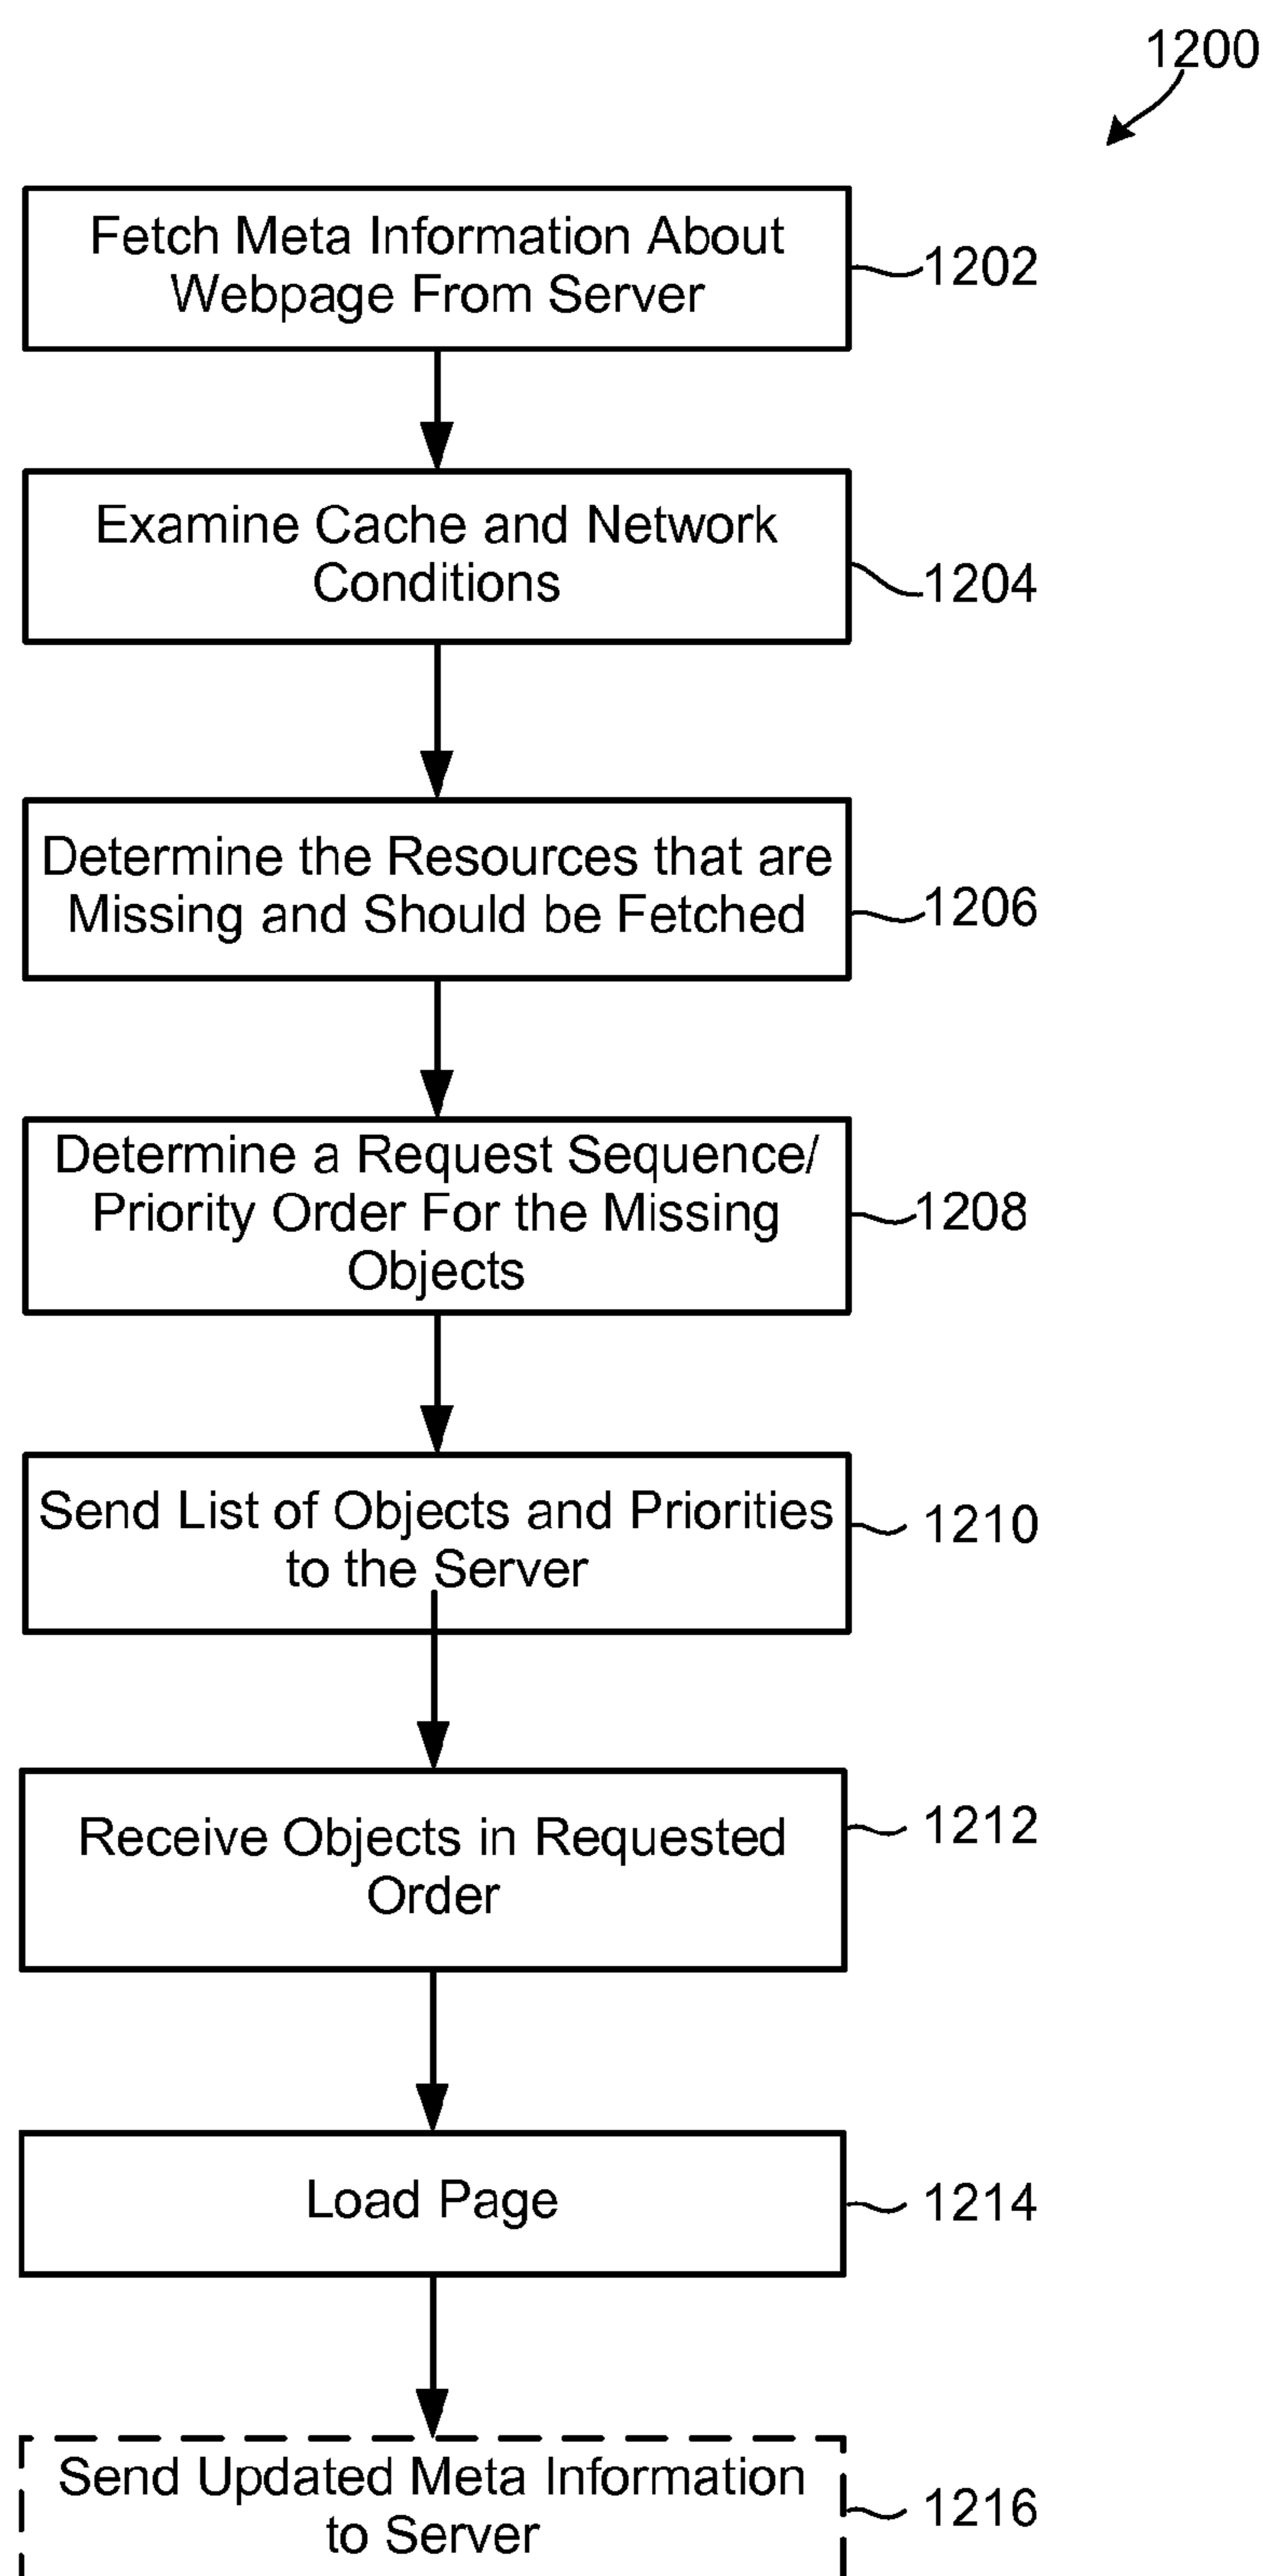 1200
Fetch Meta Information About
Webpage From Server
1202
Examine Cache and Network
Conditions
1204
Determine the Resources that are
Missing and Should be Fetched
1206
Determine a Request Sequence/
Priority Order For the Missing
Objects
1208
Send List of Objects and Priorities
to the Server
1210
Receive Objects in Requested
Order
1212
Load Page
1214
Send Updated Meta Information
to Server
1216